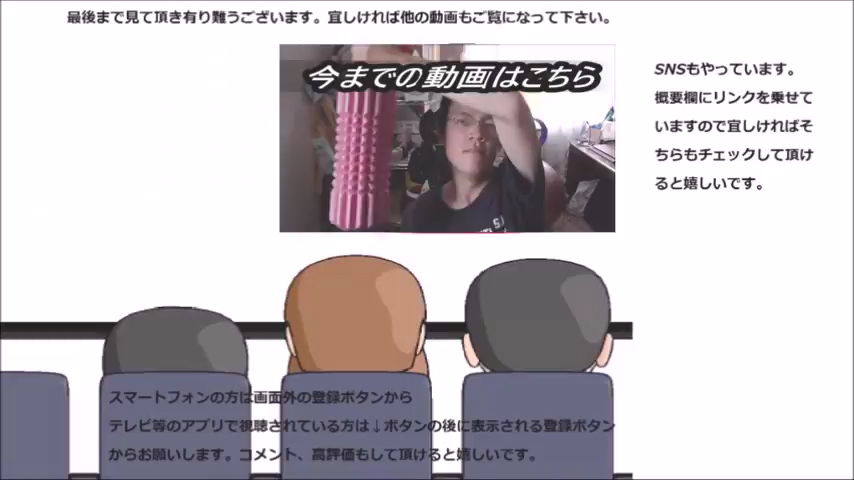 最後まで見て頂き有り難うございます。宜しければ他の動画もご覧になって下さい。
今までの動画はこちら
SNSもやっています。
概要欄にリンクを乗せて
いますので宜しければそ
ちらもチェックして頂け
ると嬉しいです。
スマートフォンの方は画面外の登録ボタンから
テレビ等のアプリで視聴されている方は↓ボタンの後に表示される登録ボタン
からお願いします。コメント、高評価もして頂けると嬉しいです。